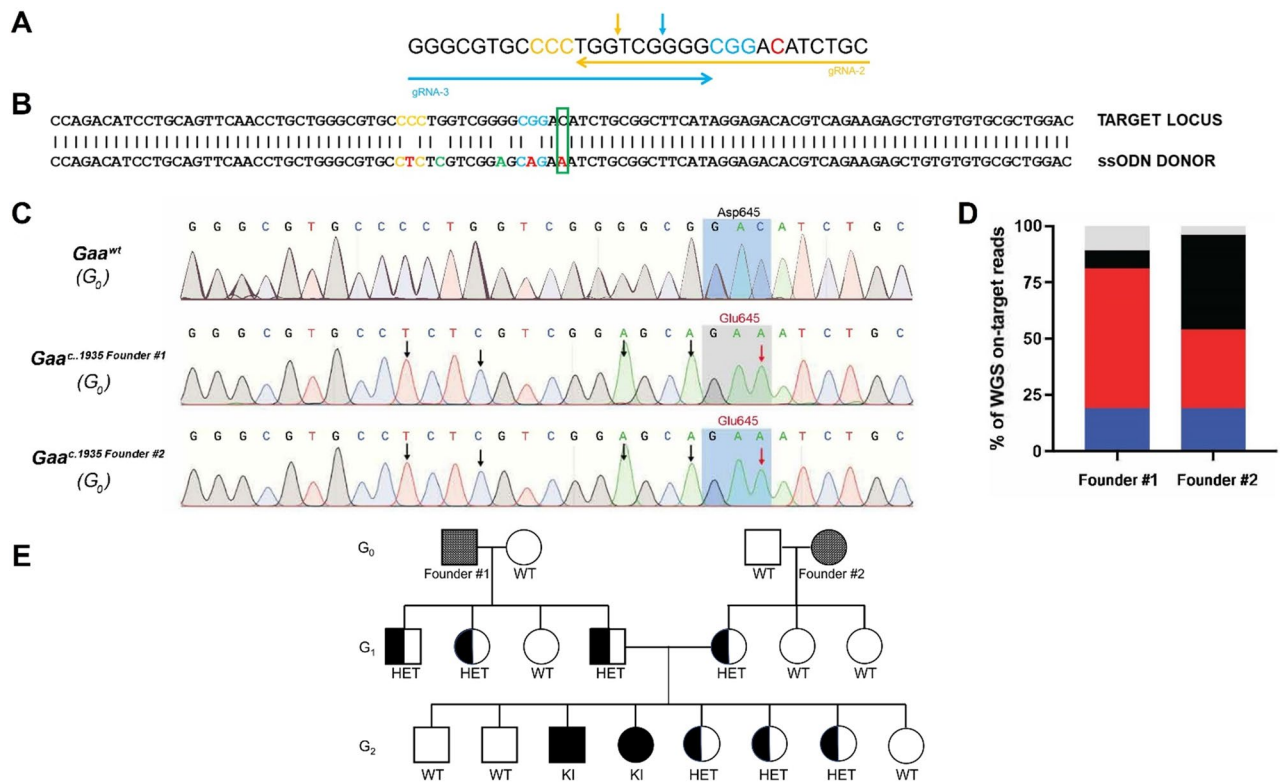 A
GGGCGTGCCCCTGGTCGGGGCGGACATCTGC
gRNA-2
gRNA-3
B
CCAGACATCCTGCAGTTCAACCTGCTGGGCGTGCCCCTGGTCGGGGCGGACATCTGCGGCTTCATAGGAGACACGTCAGAAGAGCTGTGTGTGCGCTGGAC TARGET LOCUS
CCAGACATCCTGCAGTTCAACCTGCTGGGCGTGCCTCTCGTCGGAGCAGAAATCTGCGGCTTCATAGGAGACACGTCAGAAGAGCTGTGTGTGCGCTGGAC ssODN DONOR
C
Asp645
G G G C G T G C C C C T G G T C G G G G C G G A C A T C T G C
Gaa wt
(G0)
Glu645
G G G C G T G C C T C T C G T C G G A G C A G A A A T C T G C
Gaa c..1935 Founder #1
(G0)
Glu645
G G G C G T G C C T C T C G T C G G A G C A G A A A T C T G C
Gaa c.1935 Founder #2
(G0)
D
% of WGS on-target reads
100
75
50
25
0
Founder #1 Founder #2
E
G0
Founder #1 WT WT Founder #2
G1
HET HET WT HET HET WT WT
G2
WT WT KI KI HET HET HET WT